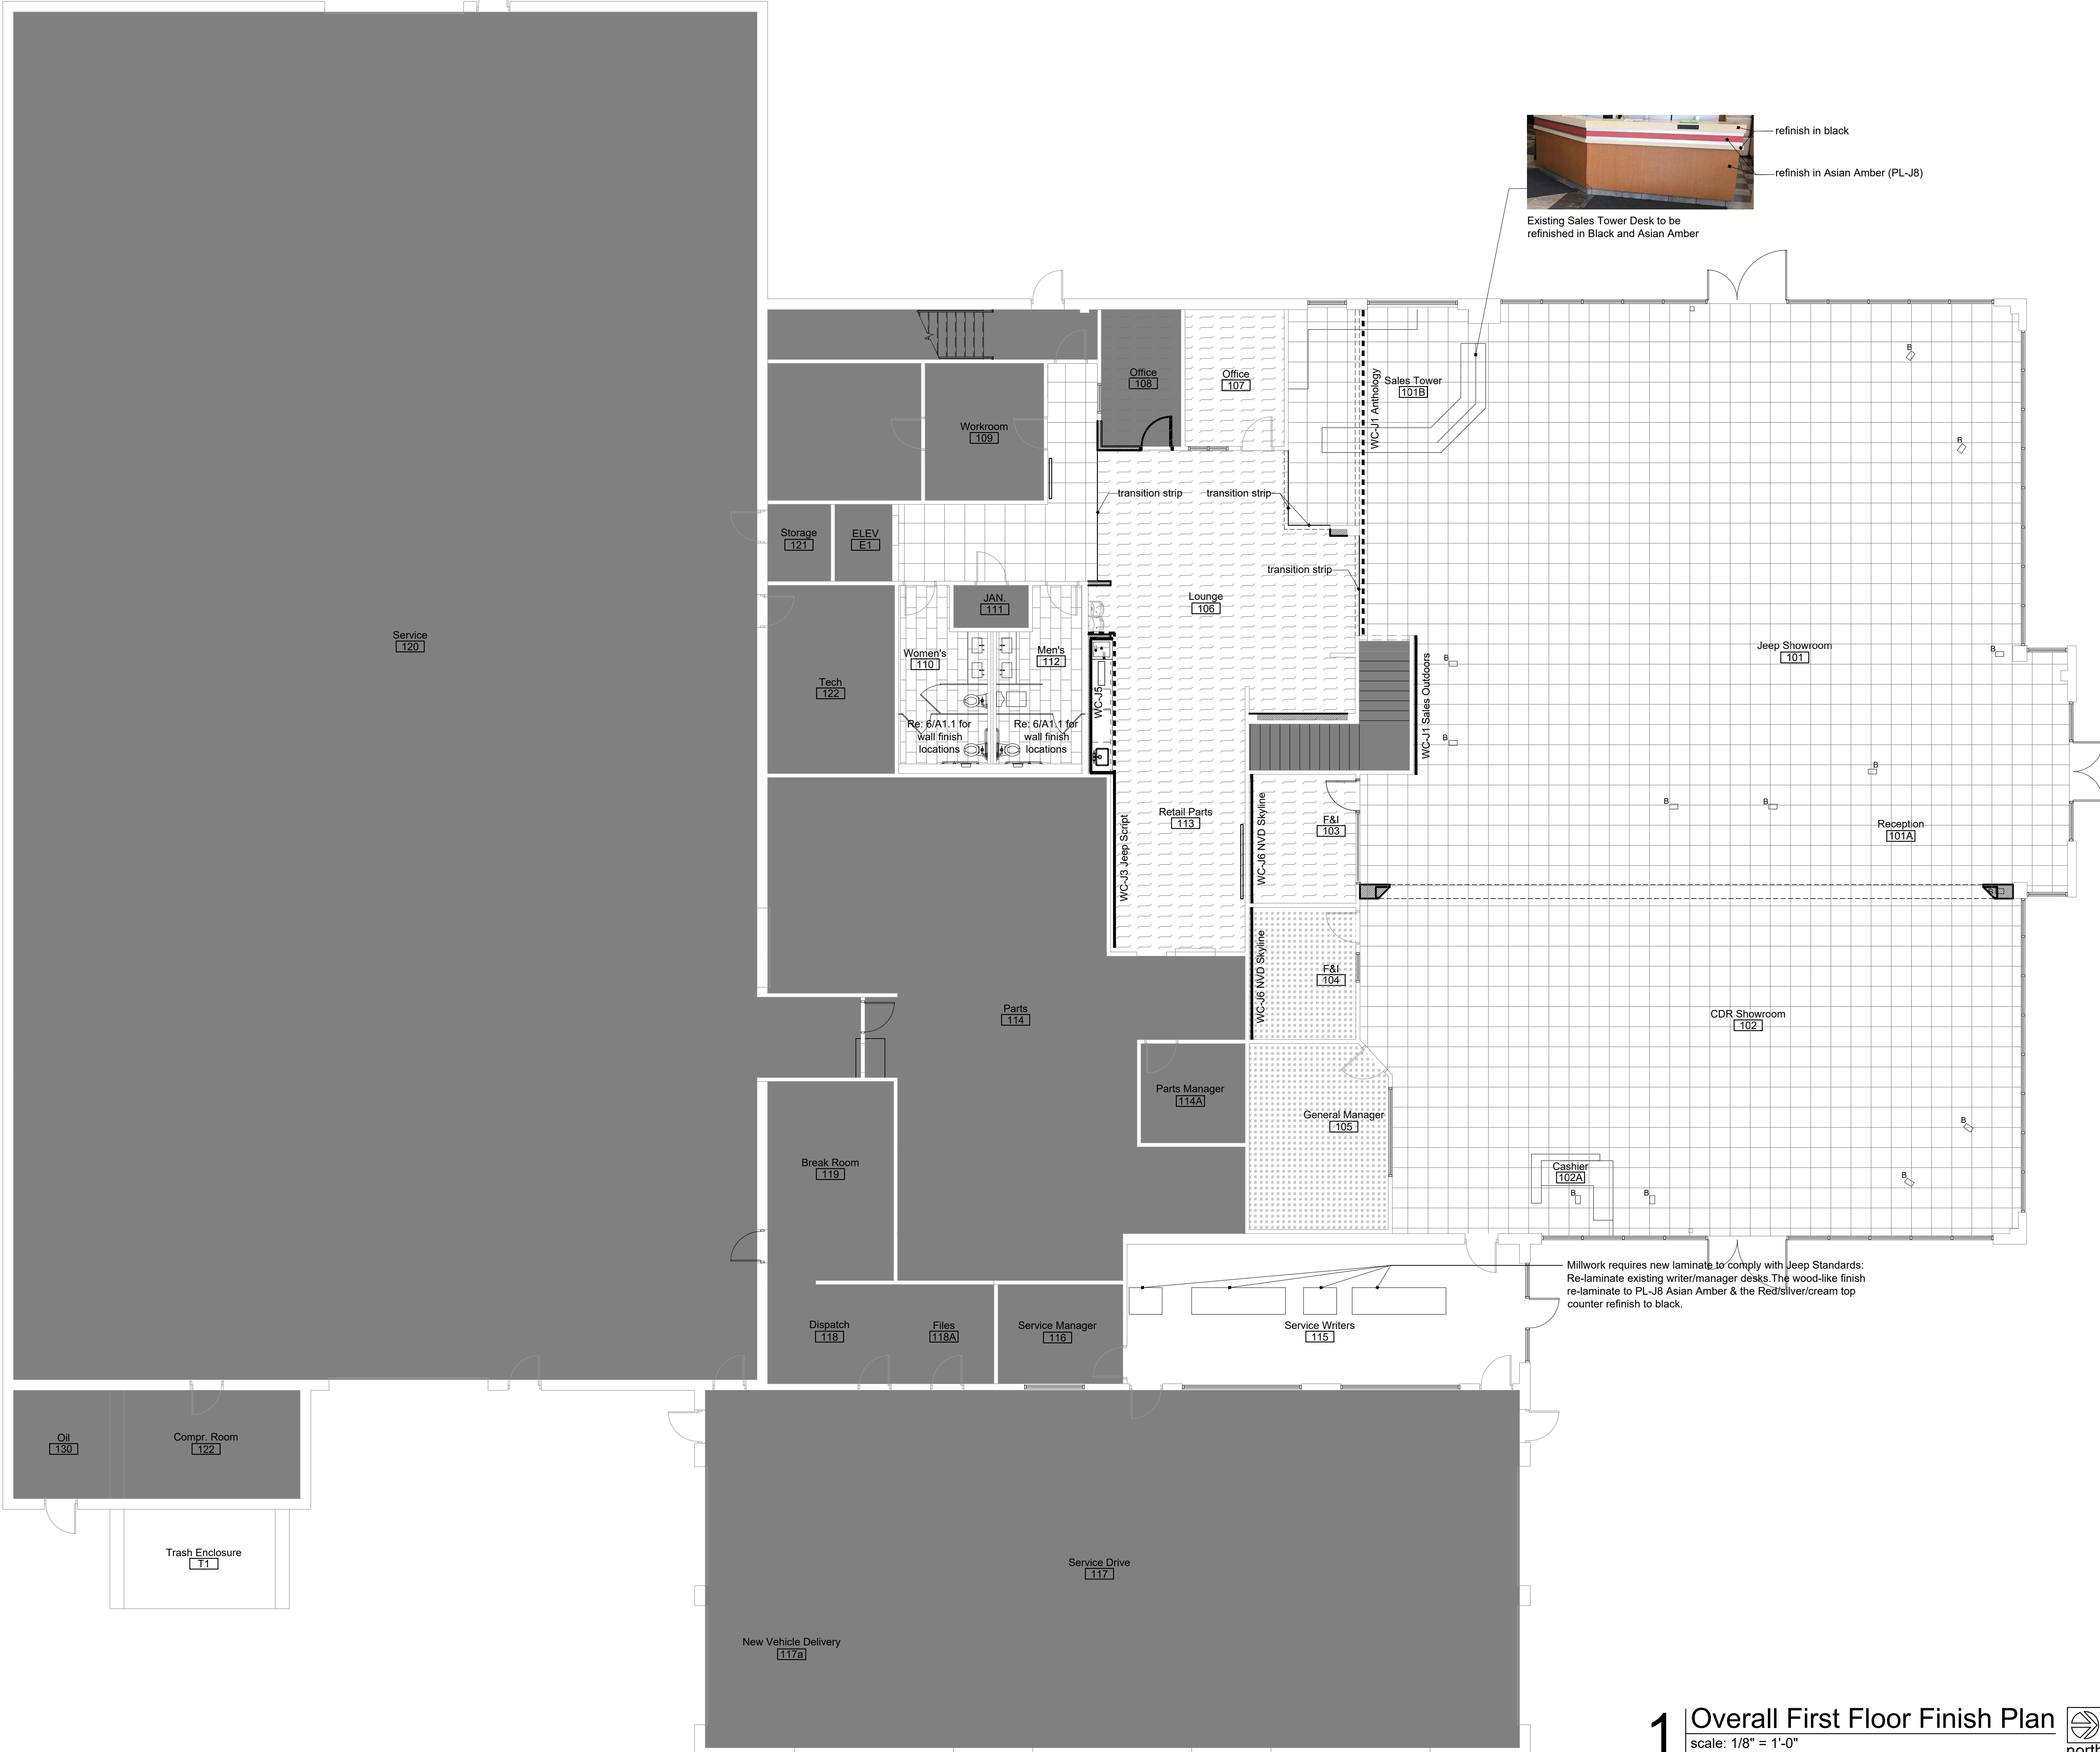 refinish in black
refinish in Asian Amber (PL-J8)
Existing Sales Tower Desk to be
refinished in Black and Asian Amber
Office
108
Office
107
WC-J1 Anthology
Sales Tower
101B
B
Workroom
109
B
transition strip
transition strip
Storage
121
ELEV
E1
transition strip
JAN.
111
Lounge
106
Service
120
Women's
110
Men's
112
Jeep Showroom
101
B
B
Tech
122
WC-J5
WC-J1 Sales Outdoors
Re: 6/A1.1 for
wall finish
locations
Re: 6/A1.1 for
wall finish
locations
B
B
B
B
Retail Parts
113
WC-J3 Jeep Script
WC-J6 NVD Skyline
F&I
103
Reception
101A
WC-J6 NVD Skyline
F&I
104
Parts
114
CDR Showroom
102
Parts Manager
114A
General Manager
105
B
Break Room
119
Cashier
102A
B
B
B
Millwork requires new laminate to comply with Jeep Standards:
Re-laminate existing writer/manager desks.The wood-like finish
re-laminate to PL-J8 Asian Amber & the Red/silver/cream top
counter refinish to black.
Dispatch
118
Files
118A
Service Manager
116
Service Writers
115
Oil
130
Compr. Room
122
Trash Enclosure
T1
Service Drive
117
New Vehicle Delivery
117a
1
Overall First Floor Finish Plan
scale: 1/8" = 1'-0"
north